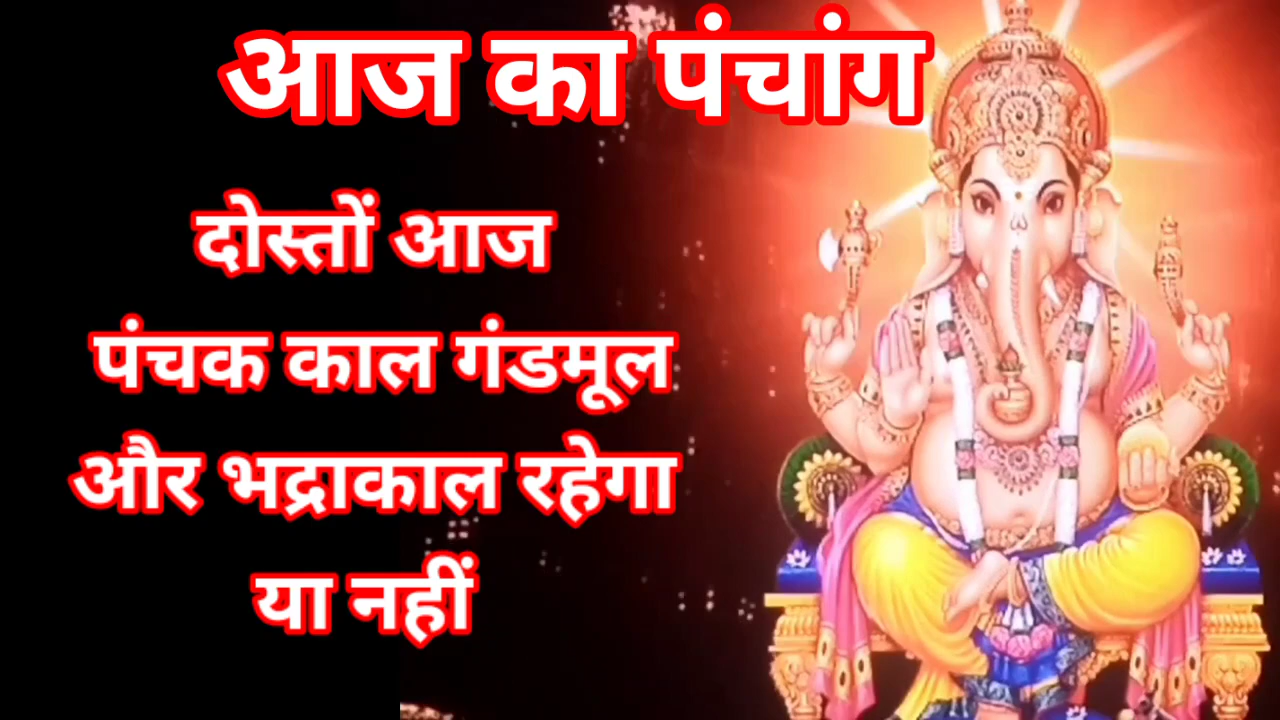 आज का पंचांग
दोस्तों आज
पंचक काल गंडमूल
और भद्राकाल रहेगा
या नहीं